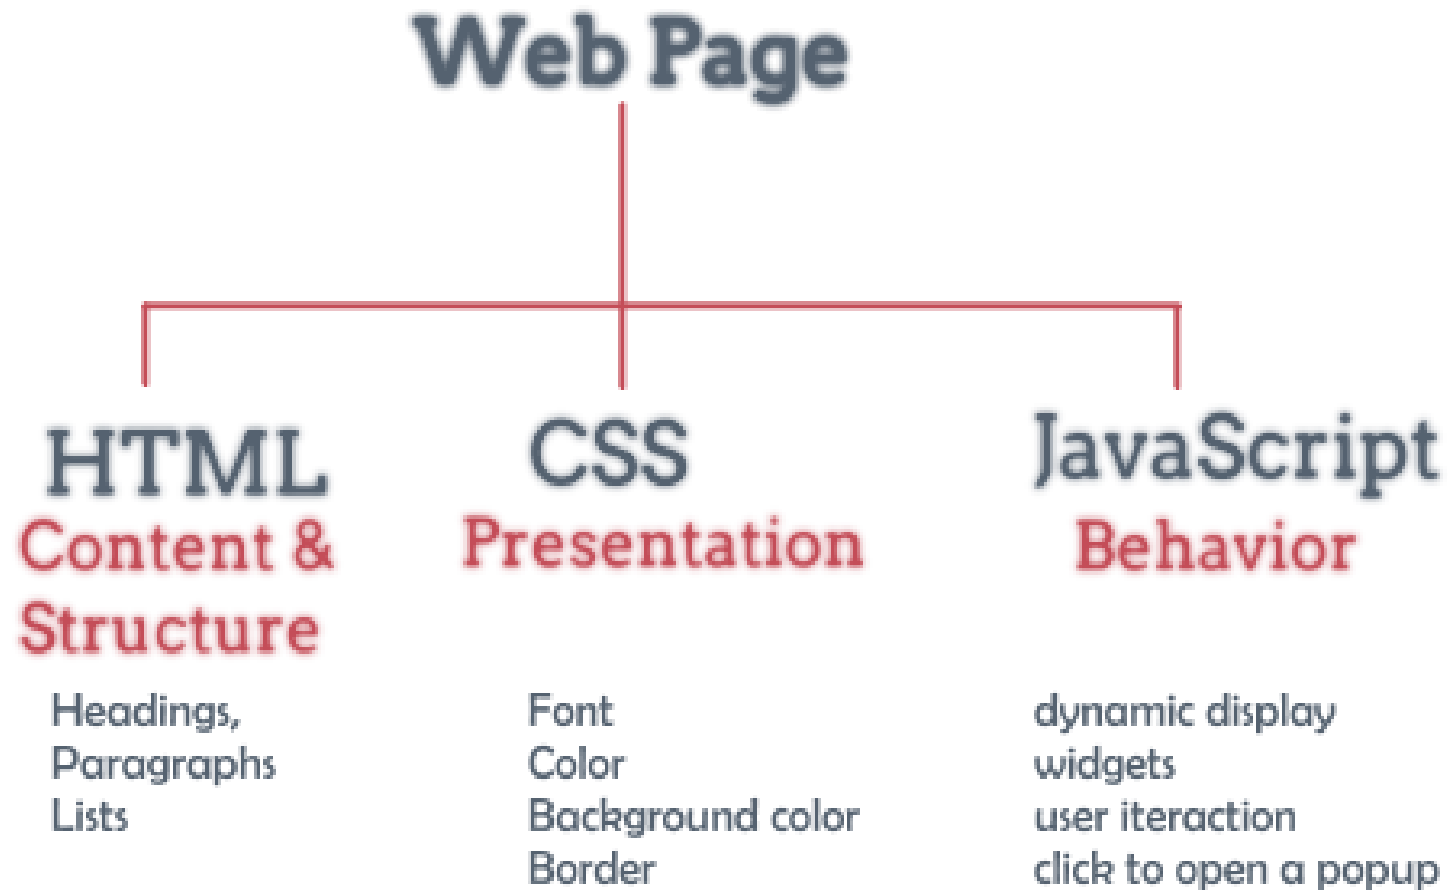 Web Page
HTML
Content &
Structure
Headings,
Paragraphs
Lists
CSS
Presentation
Font
Color
Background color
Border
JavaScript
Behavior
dynamic display
widgets
user iteraction
click to open a popup